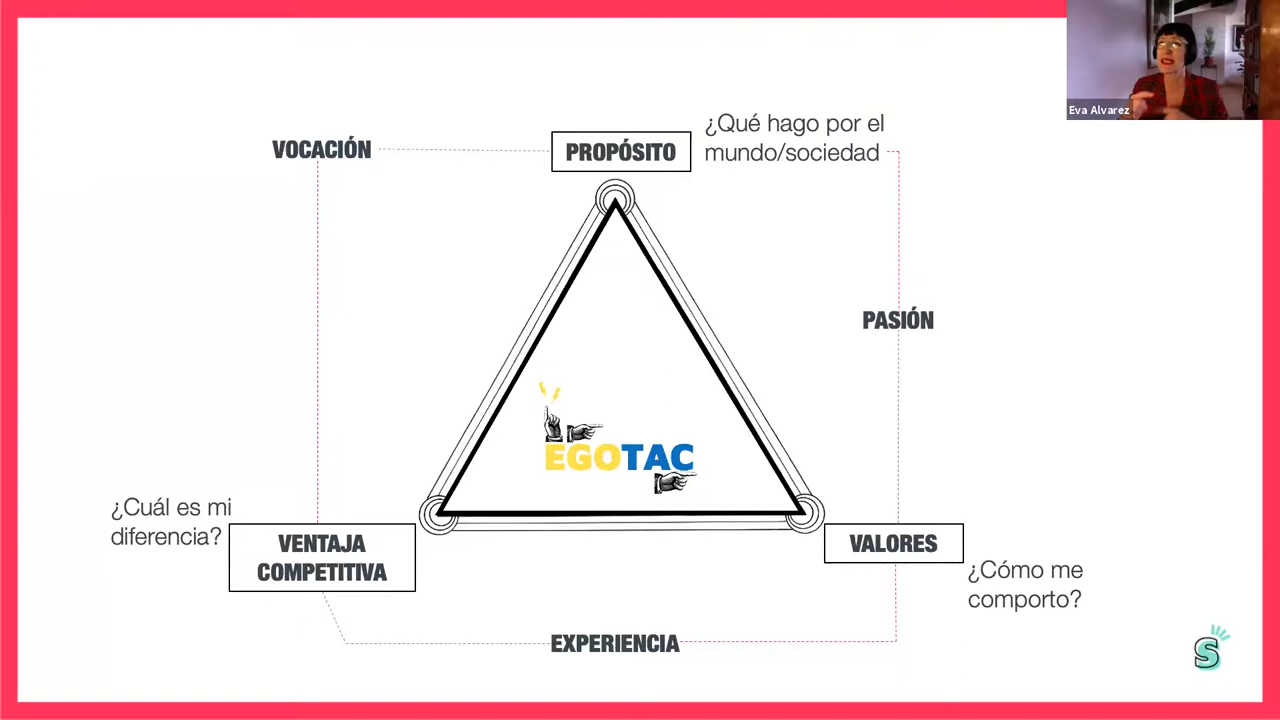 Eva Alvarez
VOCACIÓN
PROPÓSITO
¿Qué hago por el
mundo/sociedad
PASIÓN
EGOTAC
¿Cuál es mi
diferencia?
VENTAJA
COMPETITIVA
VALORES
¿Cómo me
comporto?
EXPERIENCIA
S